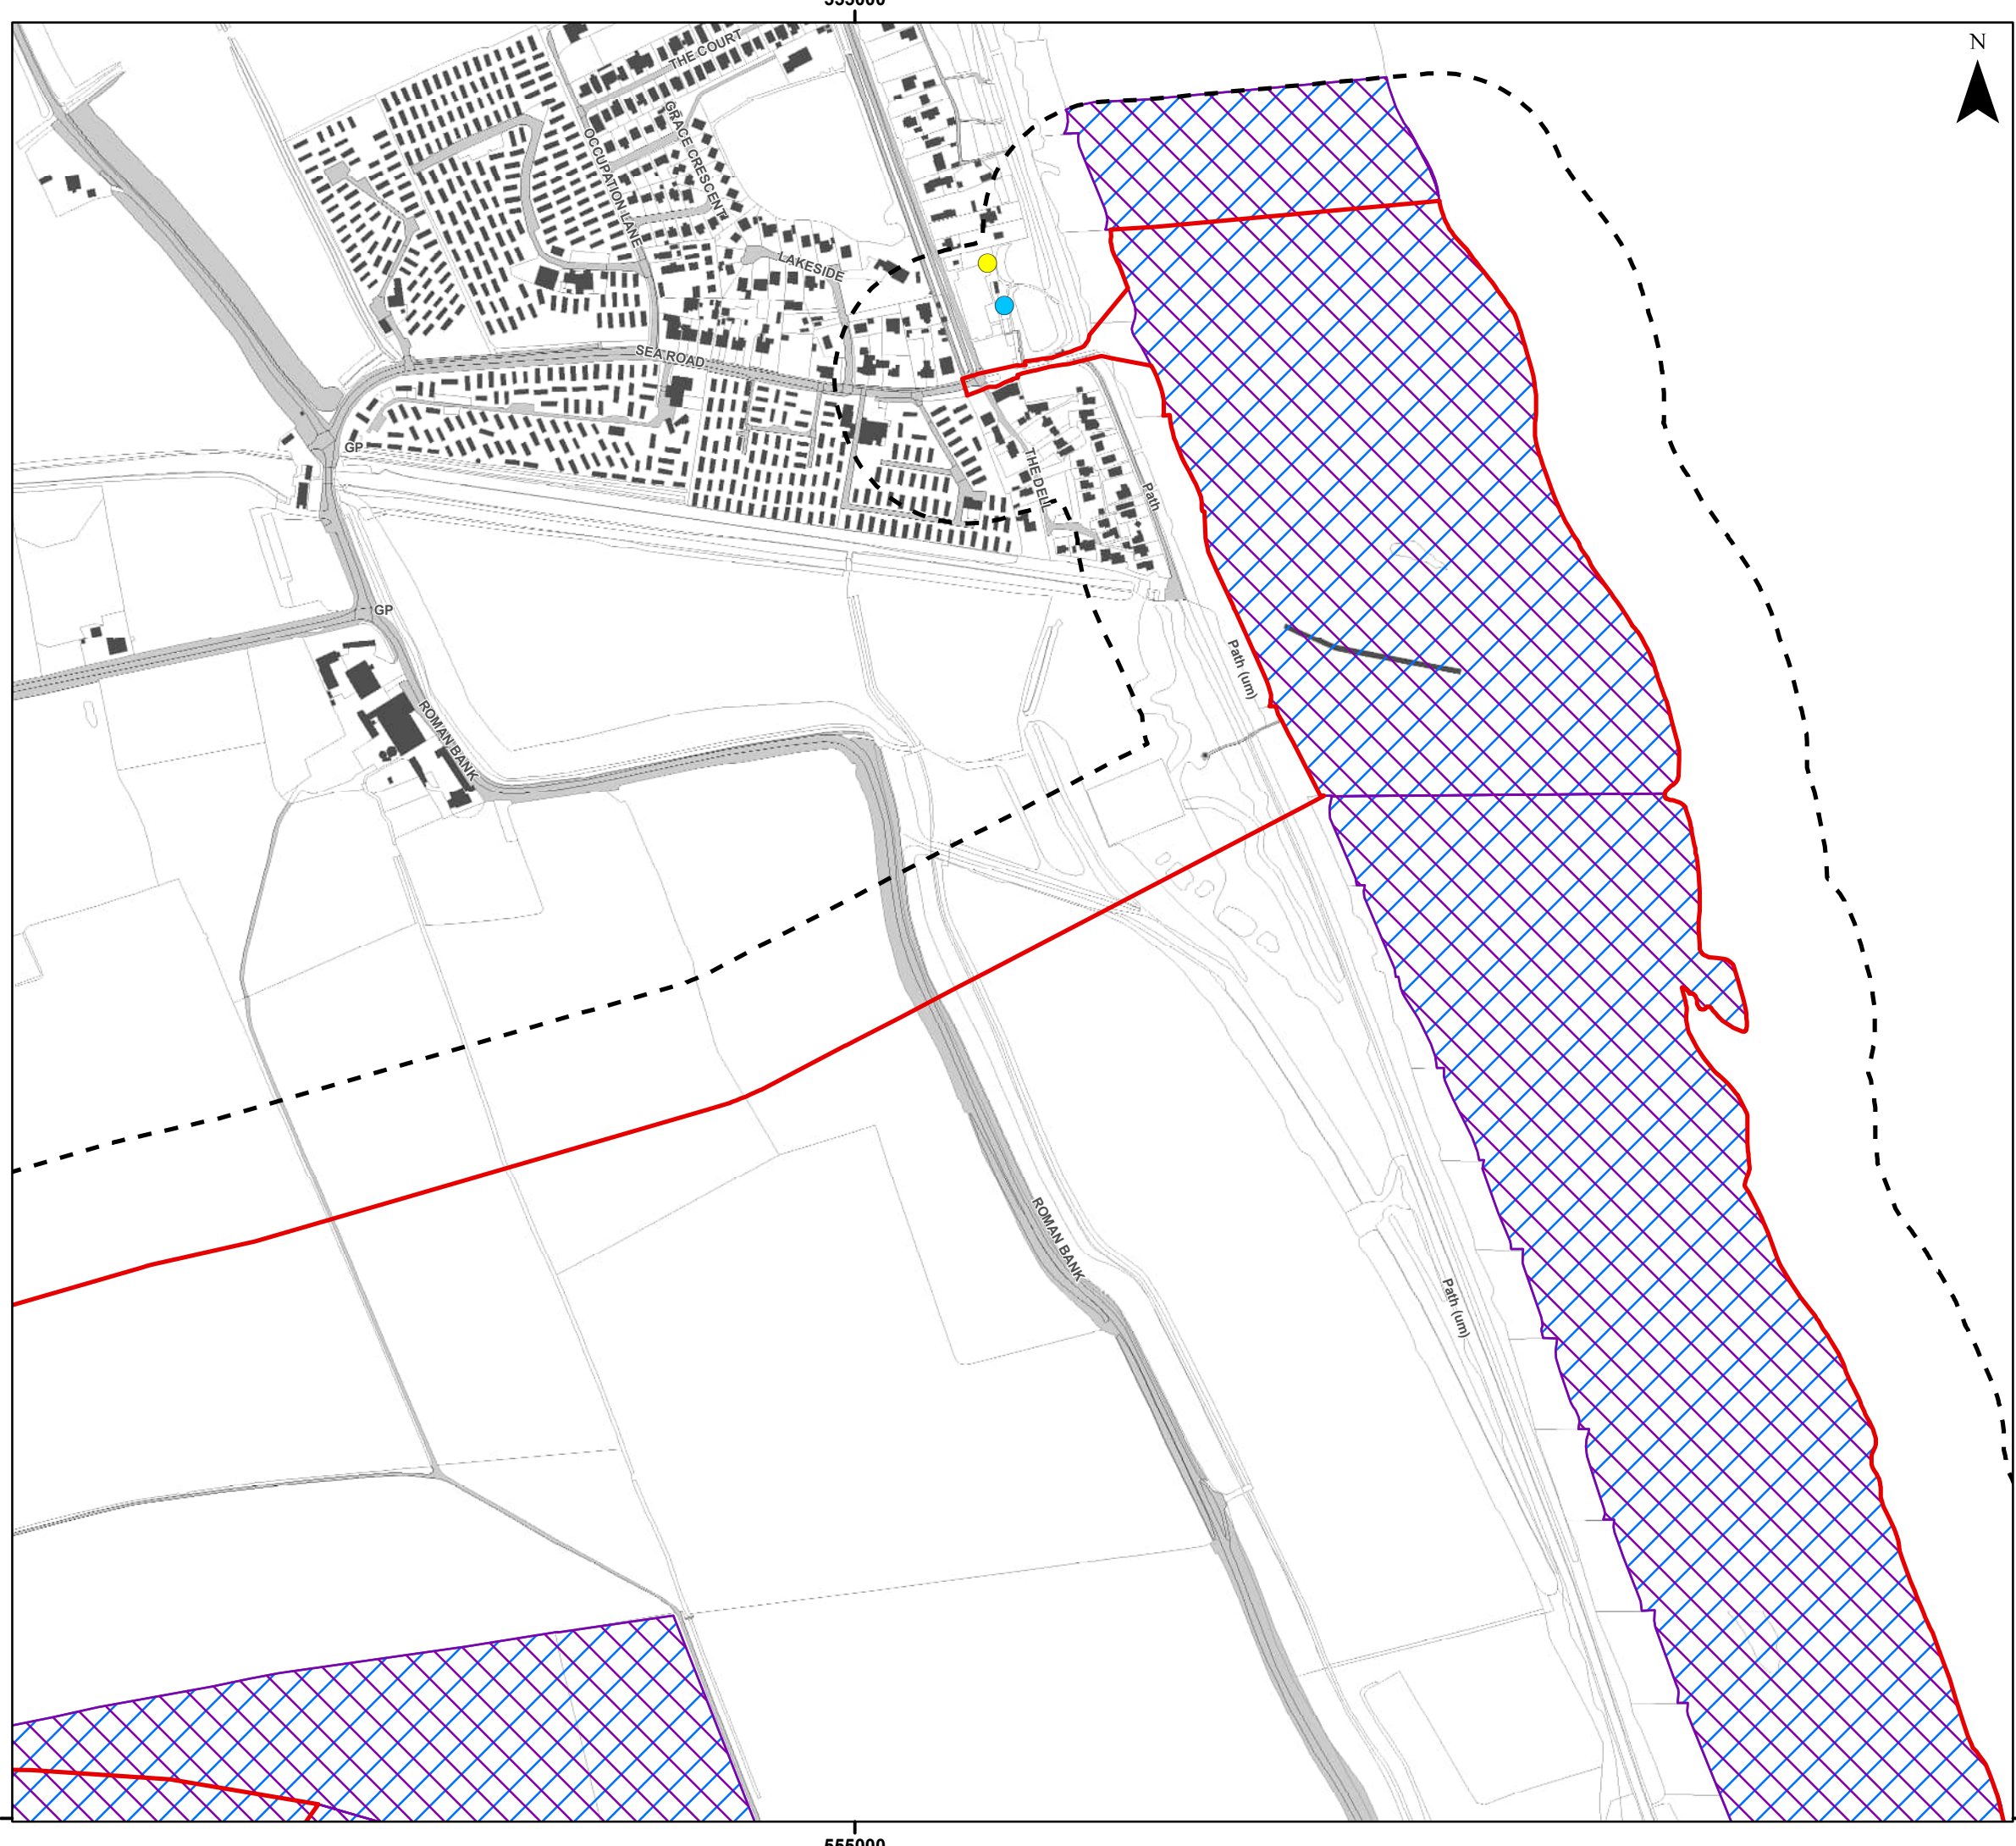 555000
N
THE COURT
GRACE CRESCENT
OCCUPATION LANE
LAKESIDE
SEA ROAD
GP
THE DELL
Path
GP
Path (um)
ROMAN BANK
ROMAN BANK
Path (um)
555000